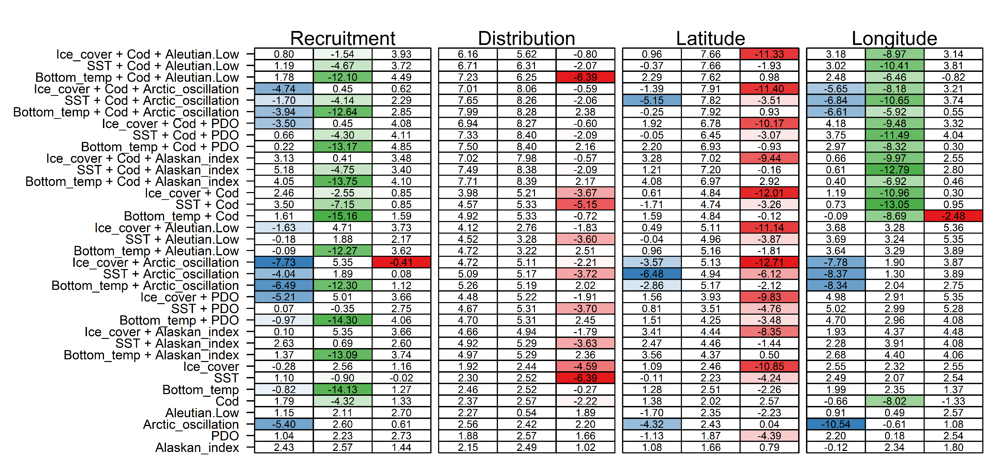 Recruitment Distribution Latitude Longitude
Ice_cover + Cod + Aleutian.Low 0.80 -1.54 3.93 6.16 5.62 -0.80 0.96 7.66 -11.33 3.18 -8.97 3.14
SST + Cod + Aleutian.Low 1.19 -4.67 3.72 6.71 6.31 -2.07 -0.37 7.66 -1.93 3.02 -10.41 3.81
Bottom_temp + Cod + Aleutian.Low 1.78 -12.10 4.49 7.23 6.25 -6.39 2.29 7.62 0.98 2.48 -6.46 -0.82
Ice_cover + Cod + Arctic_oscillation -4.74 0.45 0.62 7.01 8.06 -0.59 -1.39 7.91 -11.40 -5.65 -8.18 3.21
SST + Cod + Arctic_oscillation -1.70 -4.14 2.29 7.65 8.26 -2.06 -5.15 7.82 -3.51 -6.84 -10.65 3.74
Bottom_temp + Cod + Arctic_oscillation -3.94 -12.64 2.85 7.99 8.28 2.38 -0.25 7.92 0.93 -6.61 -5.92 0.55
Ice_cover + Cod + PDO -3.50 0.45 4.08 6.94 8.27 -0.60 1.92 6.78 -10.17 4.18 -9.48 3.32
SST + Cod + PDO 0.66 -4.30 4.11 7.33 8.40 -2.09 -0.05 6.45 -3.07 3.75 -11.49 4.04
Bottom_temp + Cod + PDO 0.22 -13.17 4.85 7.50 8.40 2.16 2.20 6.93 -0.93 2.97 -8.32 0.30
Ice_cover + Cod + Alaskan_index 3.13 0.41 3.48 7.02 7.98 -0.57 3.28 7.02 -9.44 0.66 -9.97 2.55
SST + Cod + Alaskan_index 5.18 -4.75 3.40 7.49 8.38 -2.09 1.21 7.20 -0.16 0.61 -12.79 2.80
Bottom_temp + Cod + Alaskan_index 4.05 -13.75 4.10 7.71 8.39 2.17 4.08 6.97 2.92 0.40 -6.92 0.46
Ice_cover + Cod 2.46 -2.55 0.85 3.98 5.21 -3.67 0.61 4.84 -12.01 1.19 -10.96 0.30
SST + Cod 3.50 -7.15 0.85 4.57 5.33 -5.15 -1.71 4.74 -3.26 0.73 -13.05 0.95
Bottom_temp + Cod 1.61 -15.16 1.59 4.92 5.33 -0.72 1.59 4.84 -0.12 -0.09 -8.69 -2.48
Ice_cover + Aleutian.Low -1.63 4.71 3.73 4.12 2.76 -1.83 0.49 5.11 -11.14 3.68 3.28 5.36
SST + Aleutian.Low -0.18 1.88 2.17 4.52 3.28 -3.60 -0.04 4.96 -3.87 3.69 3.24 5.35
Bottom_temp + Aleutian.Low -0.09 -12.27 3.62 4.72 3.22 2.51 0.96 5.16 -1.81 3.64 3.29 3.89
Ice_cover + Arctic_oscillation -7.73 5.35 -0.41 4.72 5.11 -2.21 -3.57 5.13 -12.71 -7.78 1.90 3.87
SST + Arctic_oscillation -4.04 1.89 0.08 5.09 5.17 -3.72 -6.48 4.94 -6.12 -8.37 1.30 3.89
Bottom_temp + Arctic_oscillation -6.49 -12.30 1.12 5.26 5.19 2.02 -2.86 5.17 -2.12 -8.34 2.04 2.75
Ice_cover + PDO -5.21 5.01 3.66 4.48 5.22 -1.91 1.56 3.93 -9.83 4.98 2.91 5.35
SST + PDO 0.07 -0.35 2.75 4.67 5.31 -3.70 0.81 3.51 -4.76 5.02 2.99 5.28
Bottom_temp + PDO -0.97 -14.30 4.06 4.70 5.31 2.45 1.51 4.25 -3.48 4.70 2.96 4.08
Ice_cover + Alaskan_index 0.10 5.35 3.66 4.66 4.94 -1.79 3.41 4.44 -8.35 1.93 4.37 4.48
SST + Alaskan_index 2.63 0.69 2.60 4.92 5.29 -3.63 2.47 4.46 -1.44 2.28 3.91 4.08
Bottom_temp + Alaskan_index 1.37 -13.09 3.74 4.97 5.29 2.36 3.56 4.37 0.50 2.68 4.40 4.06
Ice_cover -0.28 2.56 1.16 1.92 2.44 -4.59 1.09 2.46 -10.85 2.55 2.32 2.55
SST 1.10 -0.90 -0.02 2.30 2.52 -6.39 -0.11 2.23 -4.24 2.49 2.07 2.54
Bottom_temp -0.82 -14.13 1.27 2.46 2.52 -0.27 1.28 2.51 -2.26 1.99 2.35 1.37
Cod 1.79 -4.32 1.33 2.37 2.57 -2.22 1.38 2.02 2.57 -0.66 -8.02 -1.33
Aleutian.Low 1.15 2.11 2.70 2.27 0.54 1.89 -1.70 2.35 -2.23 0.91 0.49 2.57
Arctic_oscillation -5.40 2.60 0.61 2.56 2.42 2.20 -4.32 2.43 0.04 -10.54 -0.61 1.08
PDO 1.04 2.23 2.73 1.88 2.57 1.66 -1.13 1.87 -4.39 2.20 0.18 2.54
Alaskan_index 2.43 2.57 1.44 2.15 2.49 1.02 1.08 1.66 0.79 -0.12 2.34 1.80